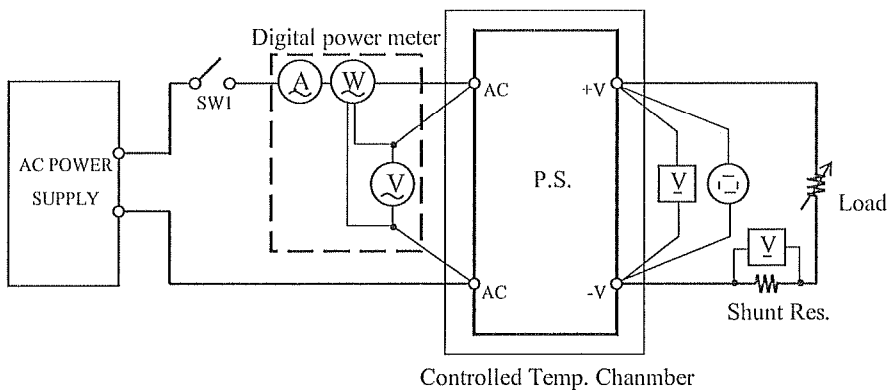 Digital power meter
A
W
SW1
AC
+V
AC POWER
SUPPLY
V
P.S.
V
Load
V
AC
-V
Shunt Res.
Controlled Temp. Chanmber